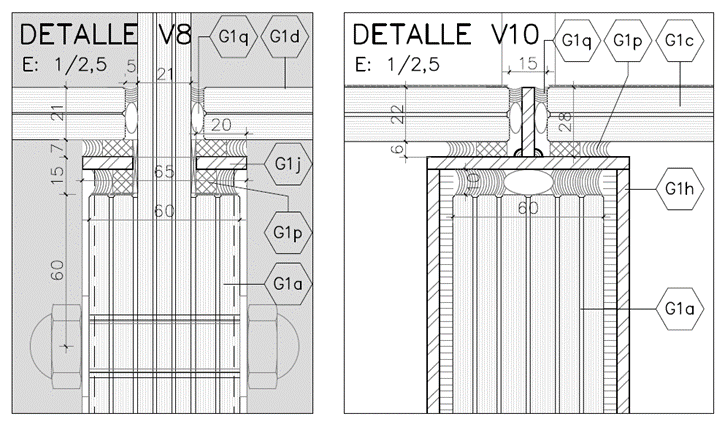 DETALLE V8
E: 1/2,5
G1q
G1d
5
21
21
20
7
G1j
15
65
60
G1p
60
G1a
DETALLE V10
E: 1/2,5
G1q
G1p
G1c
15
22
28
6
G1h
10
60
G1a